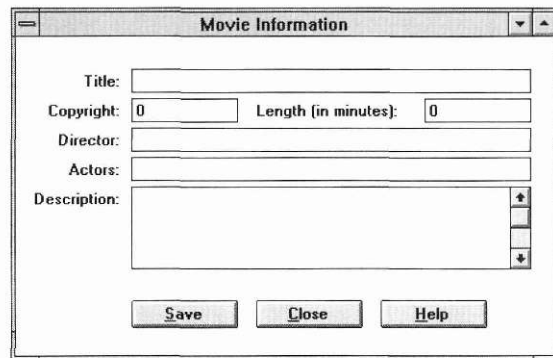 Movie Information
Title:
Copyright: 0 Length (in minutes): 0
Director:
Actors:
Description:
Save Close Help